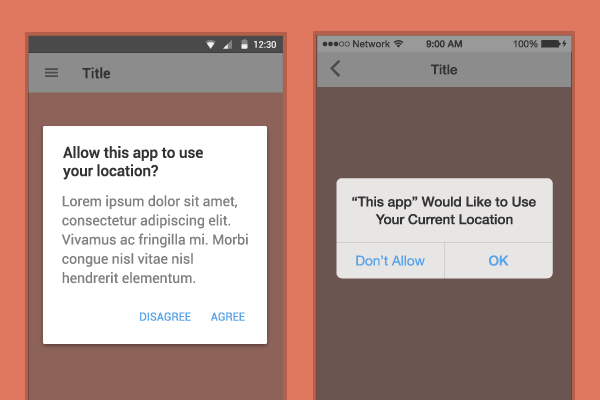 12:30
Title
Allow this app to use
your location?
Lorem ipsum dolor sit amet,
consectetur adipiscing elit.
Vivamus ac fringilla mi. Morbi
congue nisl vitae nisl
hendrerit elementum.
DISAGREE AGREE
Network 9:00 AM 100%
Title
“This app” Would Like to Use
Your Current Location
Don't Allow OK